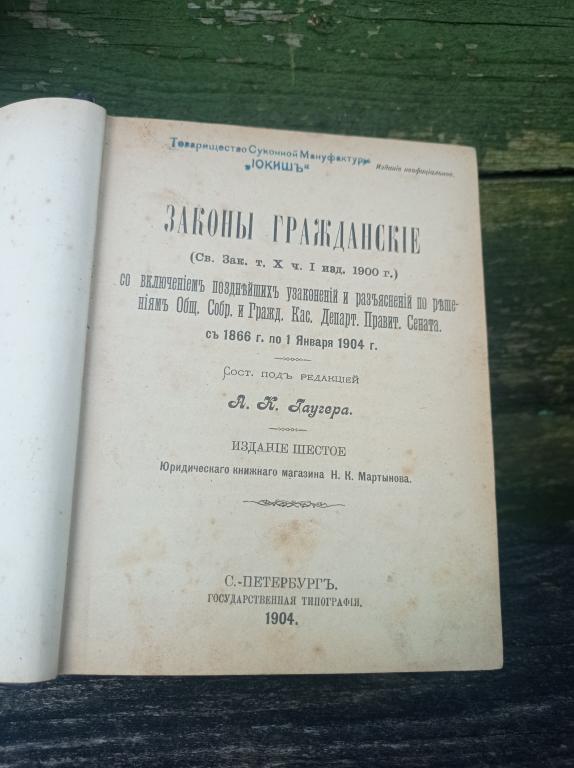 Товарищество Суконной Мануфактуры
„ІОКИШЪ“
Изданіе неофиціальное.
ЗАКОНЫ ГРАЖДАНСКІЕ
(Св. Зак. т. X ч. I изд. 1900 г.)
со включеніемъ позднѣйшихъ узаконеній и разъясненій по рѣше-
ніямъ Общ. Собр. и Гражд. Кас. Департ. Правит. Сената.
съ 1866 г. по 1 Января 1904 г.
Сост. подъ редакціей
А. К. Гаугера.
ИЗДАНІЕ ШЕСТОЕ
Юридическаго книжнаго магазина Н. К. Мартынова.
С.-ПЕТЕРБУРГЪ.
ГОСУДАРСТВЕННАЯ ТИПОГРАФІЯ.
1904.